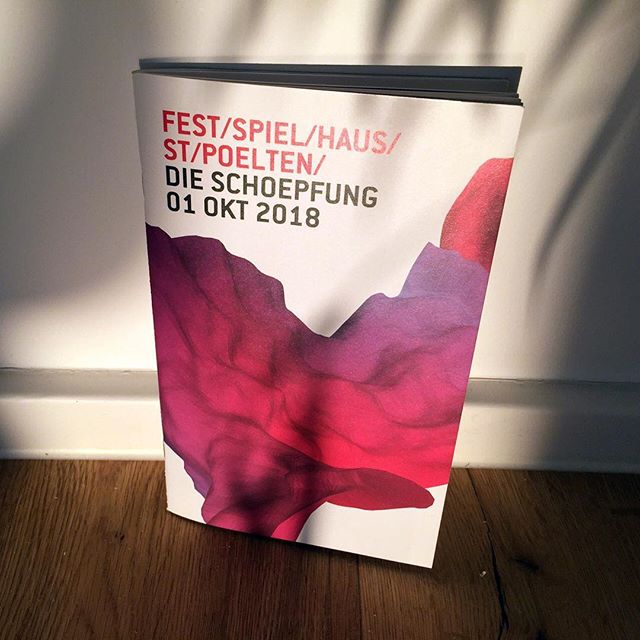 FEST/SPIEL/HAUS/
ST/POELTEN/
DIE SCHOEPFUNG
01 OKT 2018